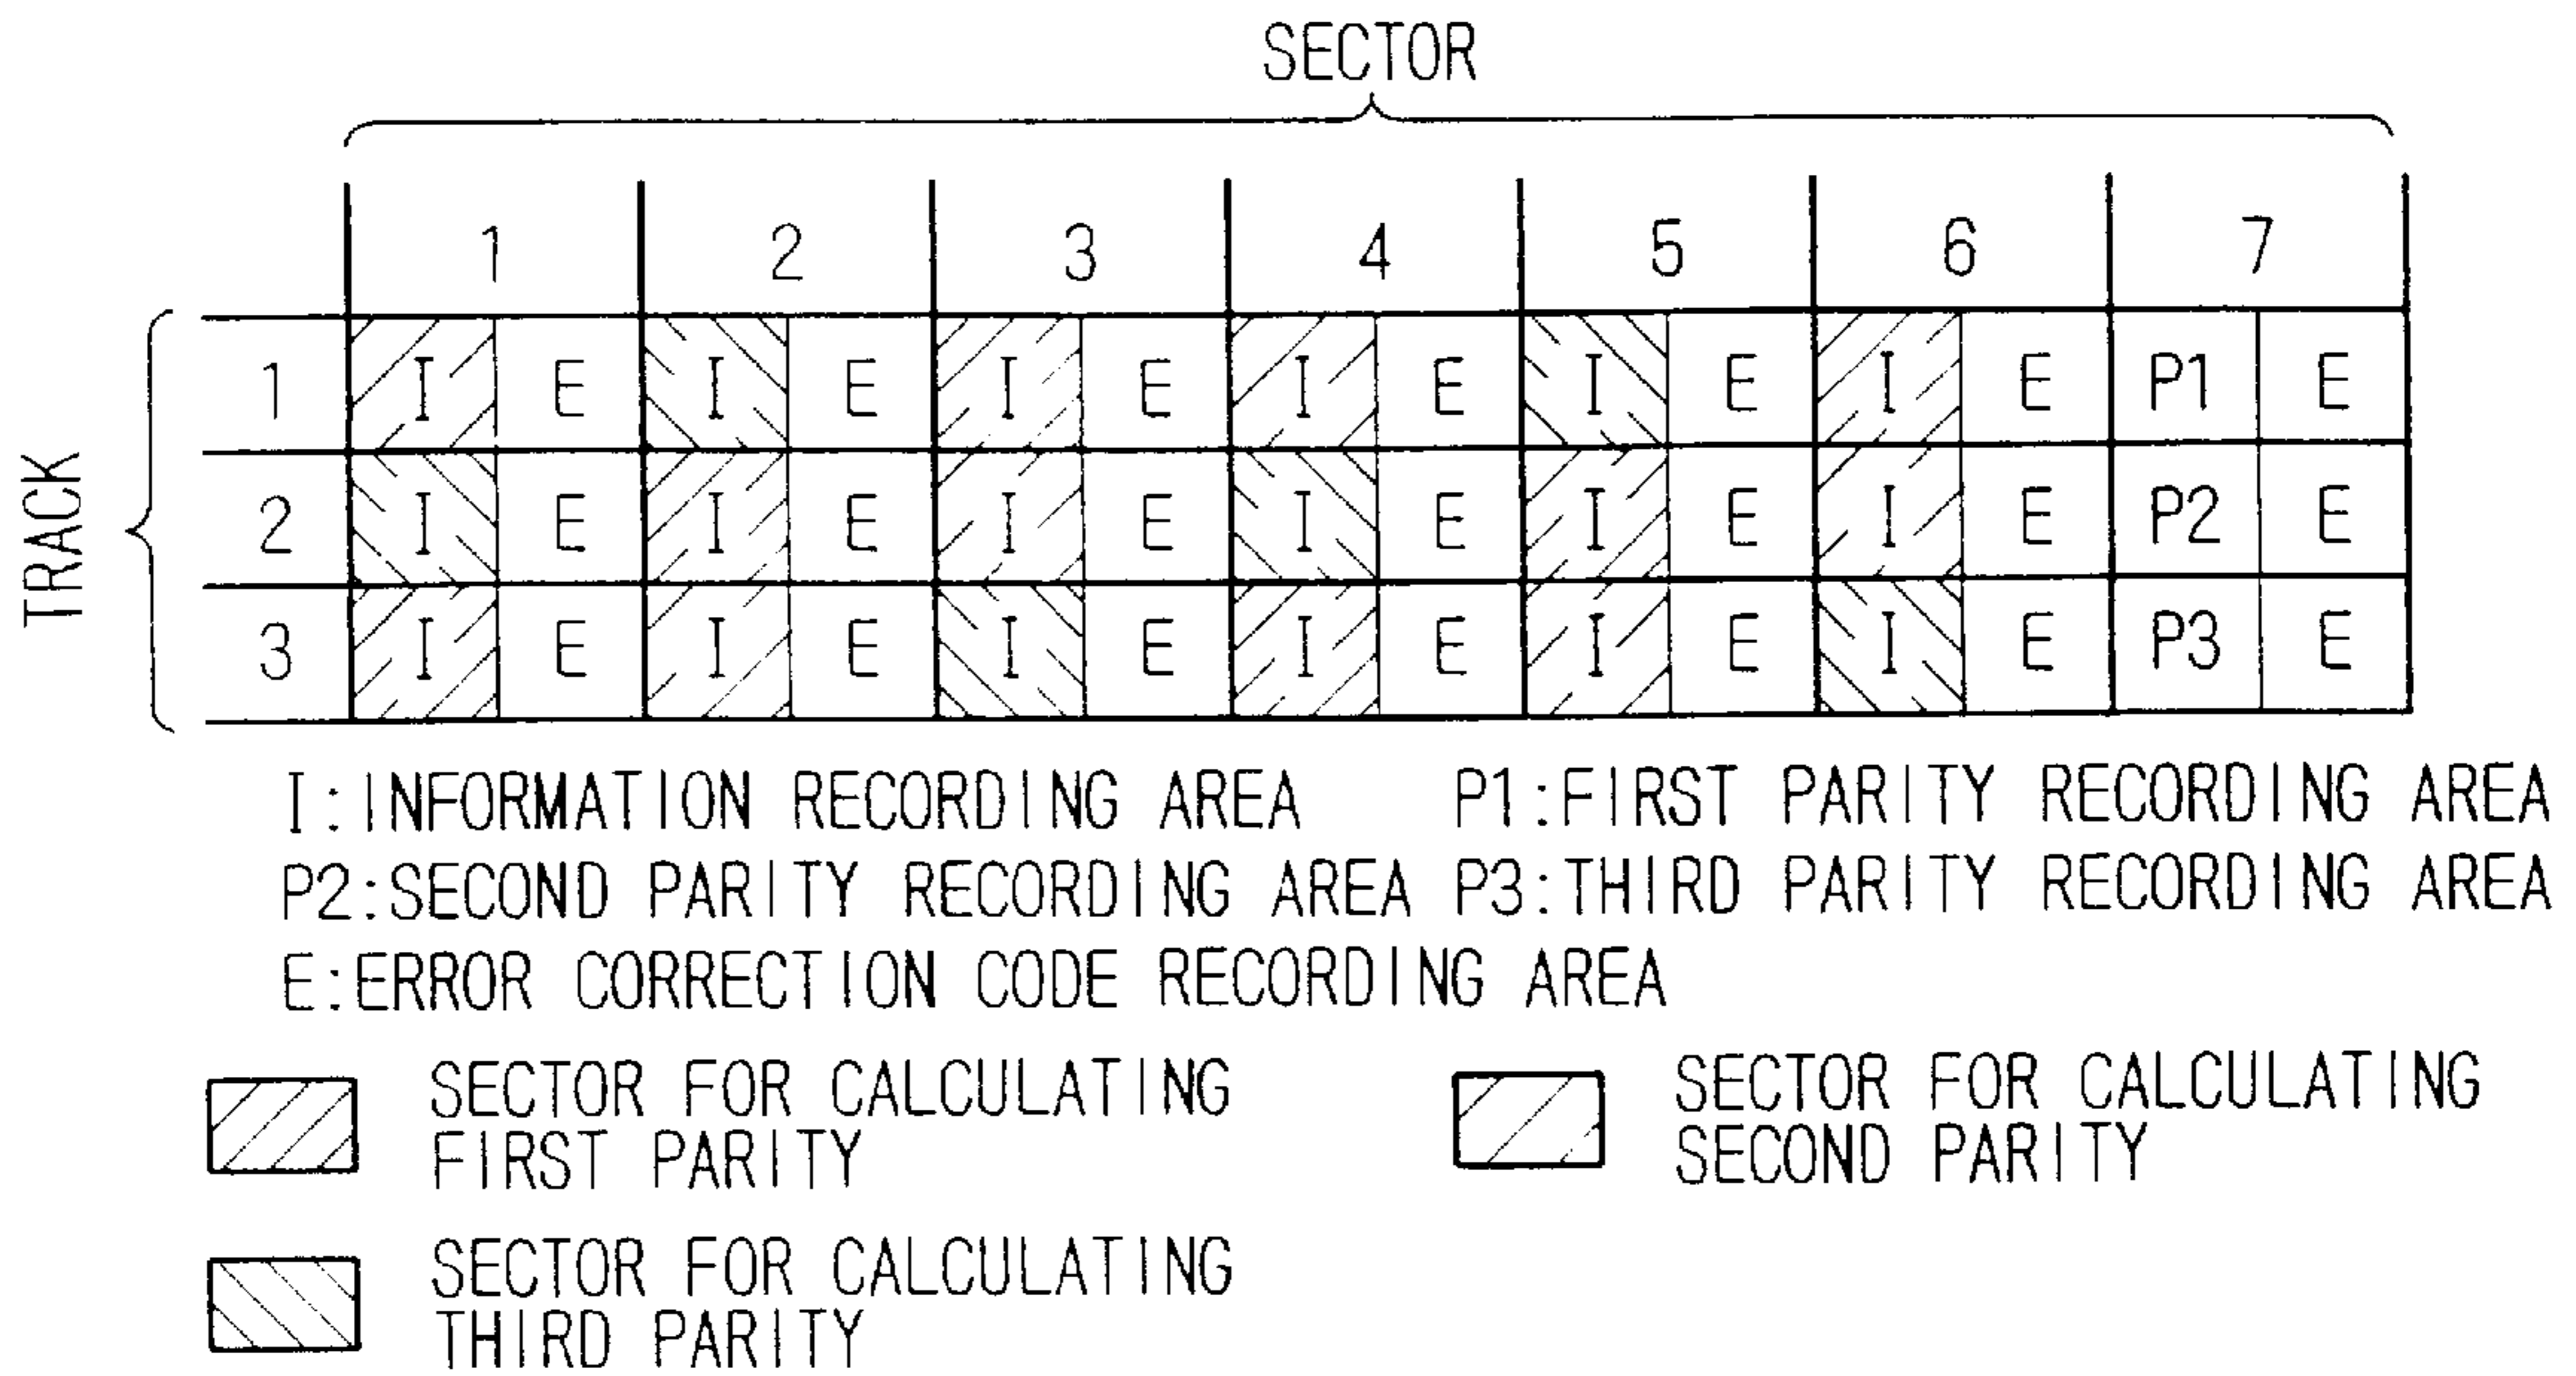 SECTOR
1 2 3 4 5 6 7
TRACK
1 I E I E I E I E I E I E P1 E
2 I E I E I E I E I E I E P2 E
3 I E I E I E I E I E I E P3 E
I:INFORMATION RECORDING AREA P1:FIRST PARITY RECORDING AREA
P2:SECOND PARITY RECORDING AREA P3:THIRD PARITY RECORDING AREA
E:ERROR CORRECTION CODE RECORDING AREA
SECTOR FOR CALCULATING
FIRST PARITY
SECTOR FOR CALCULATING
SECOND PARITY
SECTOR FOR CALCULATING
THIRD PARITY